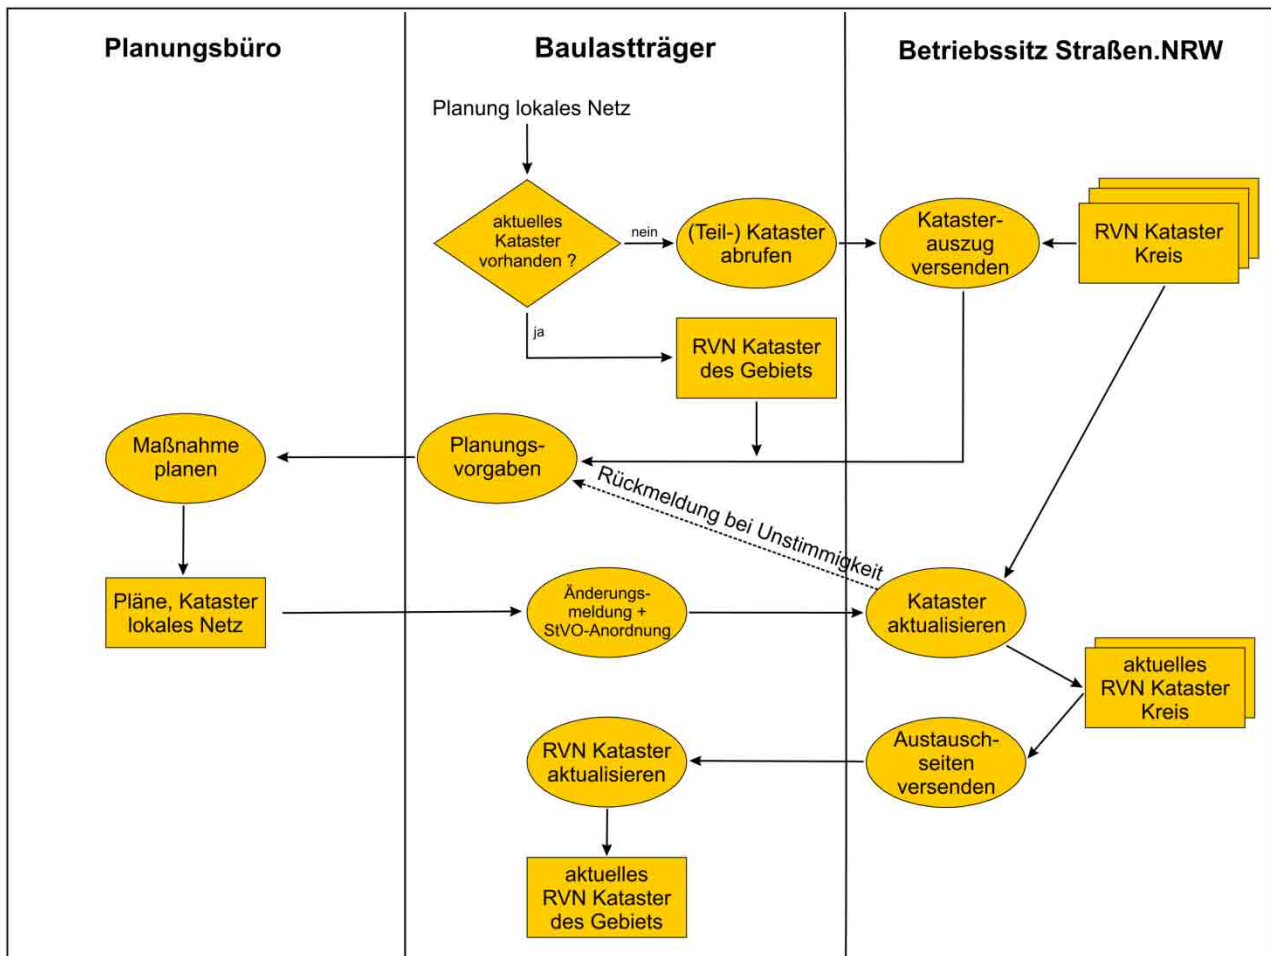 Planungsbüro
Baulastträger
Betriebssitz Straßen.NRW
Planung lokales Netz
aktuelles
Kataster
vorhanden ?
nein
(Teil-) Kataster
abrufen
Kataster-
auszug
versenden
RVN Kataster
Kreis
ja
RVN Kataster
des Gebiets
Maßnahme
planen
Planungs-
vorgaben
Rückmeldung bei Unstimmigkeit
Pläne, Kataster
lokales Netz
Änderungs-
meldung +
StVO-Anordnung
Kataster
aktualisieren
aktuelles
RVN Kataster
Kreis
RVN Kataster
aktualisieren
Austausch-
seiten
versenden
aktuelles
RVN Kataster
des Gebiets